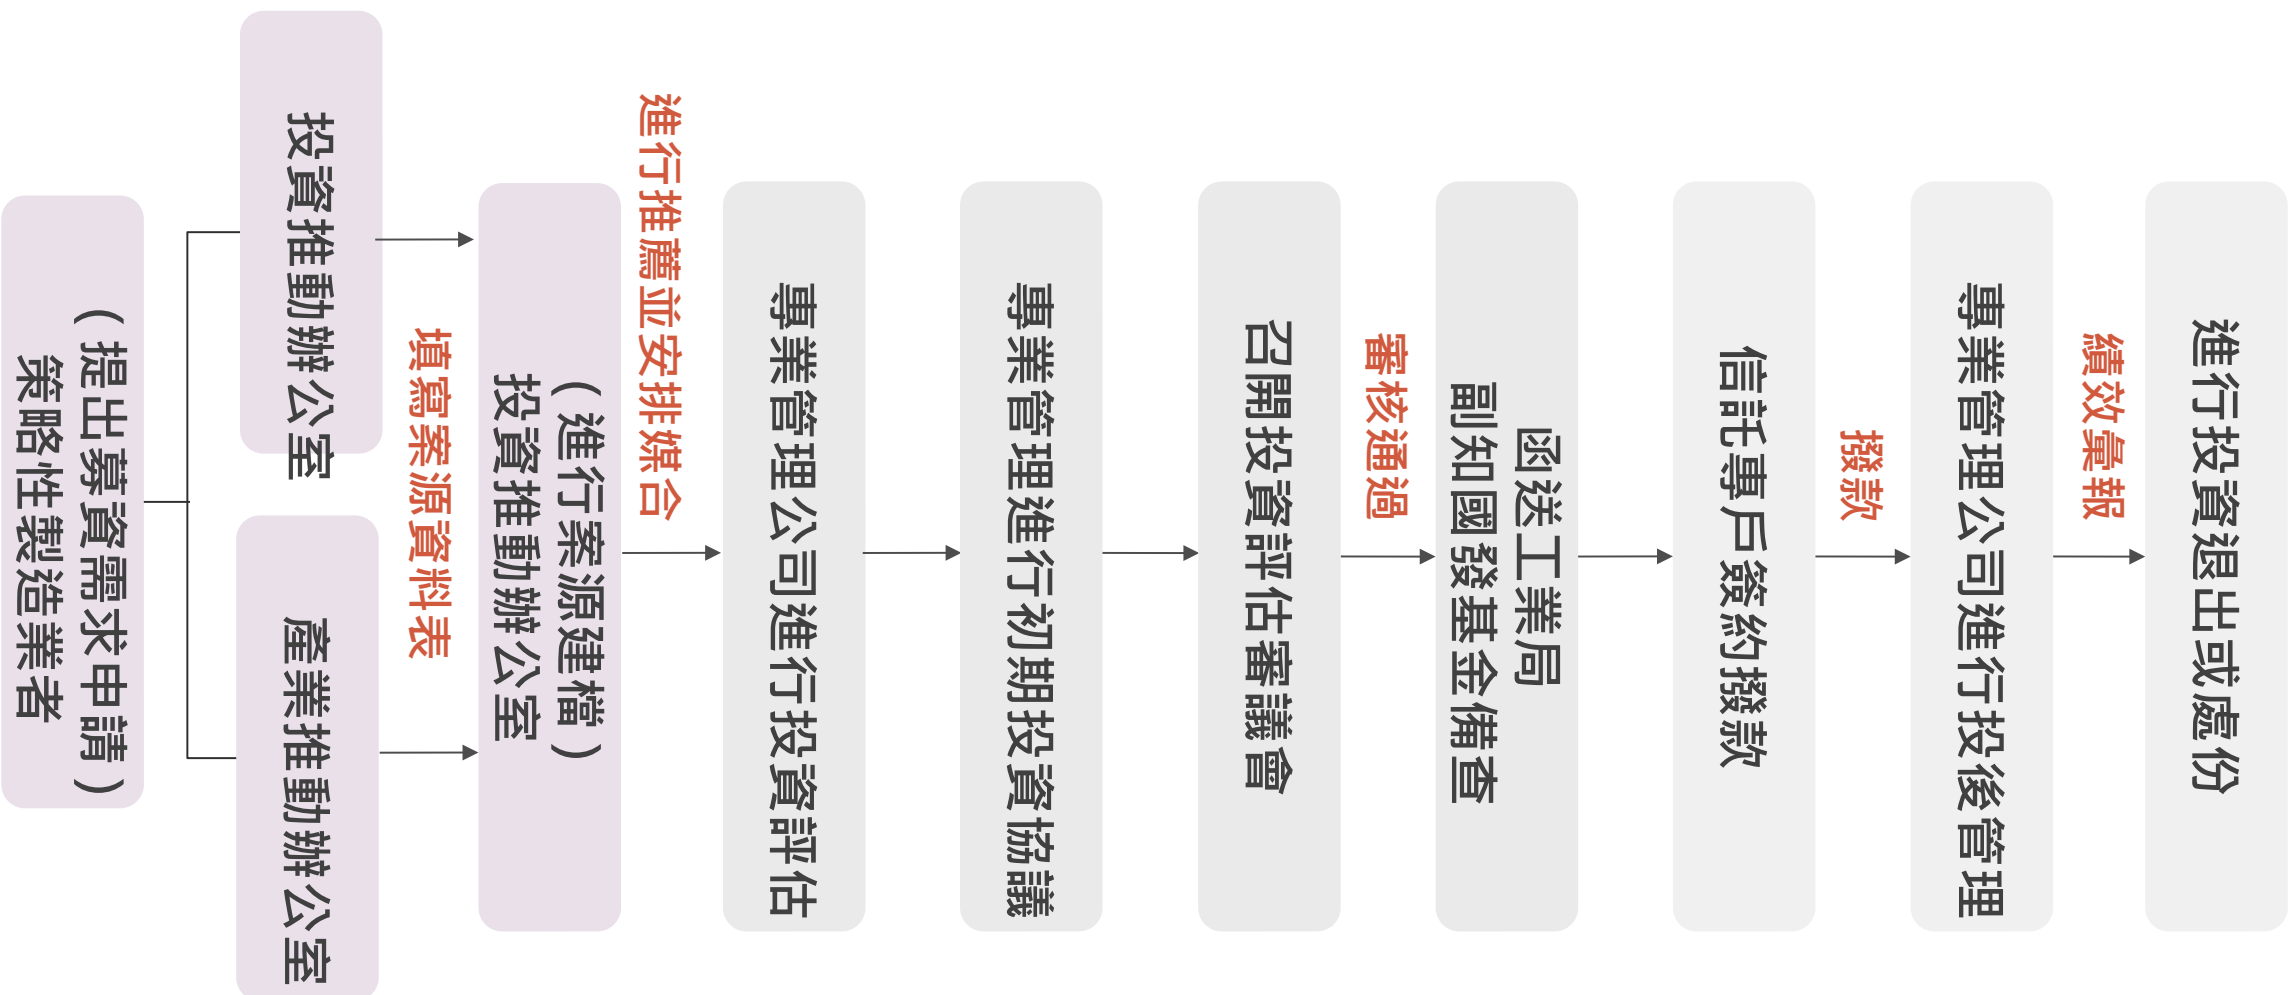 （提出募資需求申請）
策略性製造業者
投資推動辦公室
產業推動辦公室
填寫案源資料表
（進行案源建檔）
投資推動辦公室
進行推薦並安排媒合
專業管理公司進行投資評估
專業管理進行初期投資協議
召開投資評估審議會
審核通過
函送工業局
副知國發基金備查
信託專戶簽約撥款
撥款
專業管理公司進行投後管理
績效彙報
進行投資退出或處份